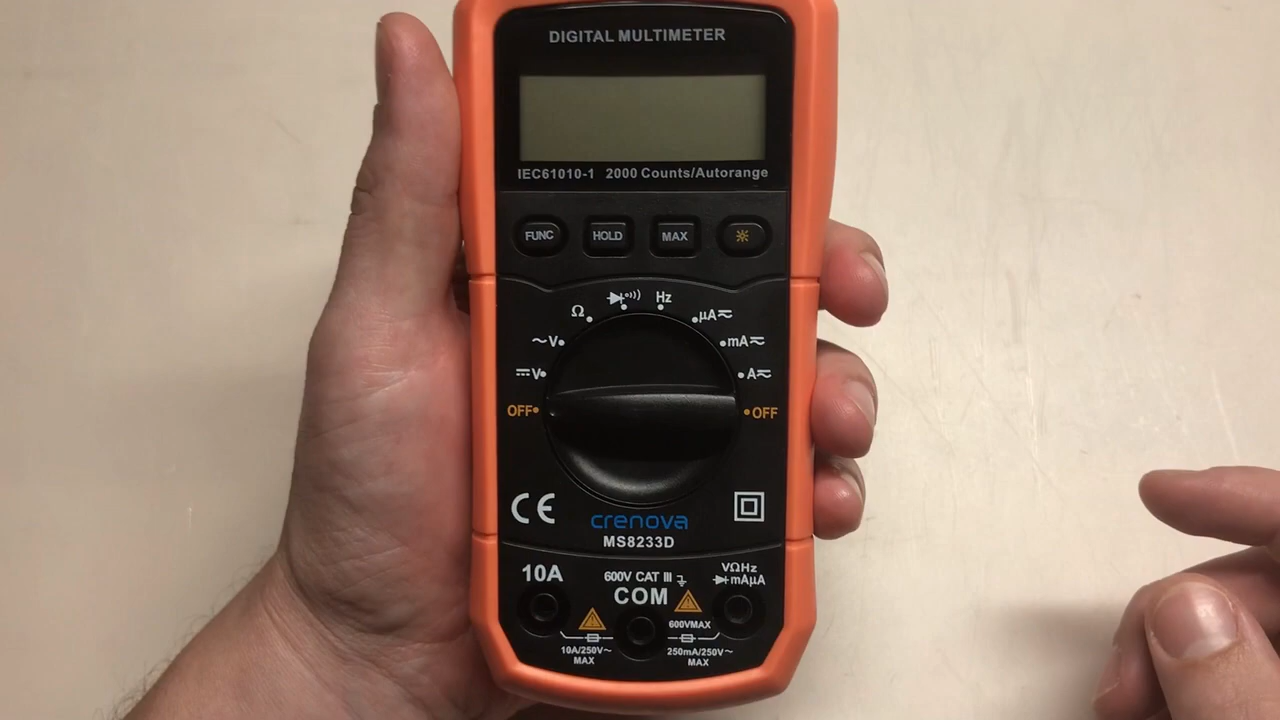 DIGITAL MULTIMETER
IEC61010-1 2000 Counts/Autorange
FUNC HOLD MAX
Hz
Ω µA
~V mA
V A
OFF OFF
CE
crenova
MS8233D
10A 600V CAT III VΩHz
COM mAµA
600VMAX
10A/250V~ 250mA/250V~
MAX MAX